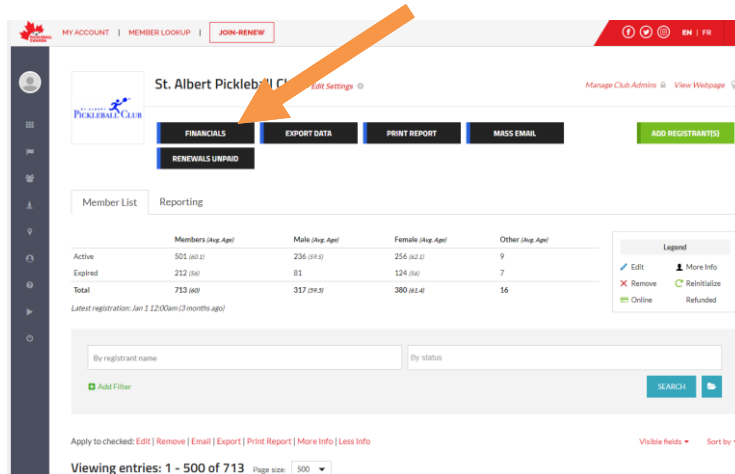 MY ACCOUNT | MEMBER LOOKUP | JOIN-RENEW EN | FR
PICKLEBALL CANADA
St. Albert Pickleball Cl Edit Settings Manage Club Admins View Webpage
ST. ALBERT
PICKLEBALL CLUB
FINANCIALS EXPORT DATA PRINT REPORT MASS EMAIL ADD REGISTRANT(S)
RENEWALS UNPAID
Member List Reporting
Members (Avg. Age) Male (Avg. Age) Female (Avg. Age) Other (Avg. Age) Legend
Active 501 (60.1) 236 (59.5) 256 (62.1) 9
Edit More Info
Expired 212 (56) 81 124 (56) 7
Remove Reinitialize
Total 713 (60) 317 (59.5) 380 (61.4) 16
Online Refunded
Latest registration: Jan 1 12:00am (3 months ago)
By registrant name By status
Add Filter SEARCH
Apply to checked: Edit | Remove | Email | Export | Print Report | More Info | Less Info Visible fields Sort by
Viewing entries: 1 - 500 of 713 Page size: 500